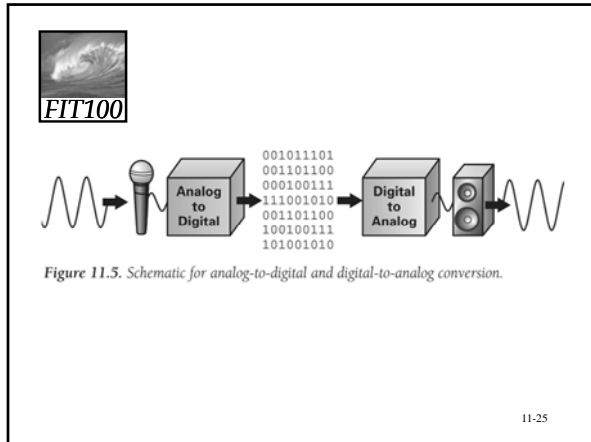 FIT100
Analog
to
Digital
001011101
001101100
000100111
111001010
001101100
100100111
101001010
Digital
to
Analog
Figure 11.5. Schematic for analog-to-digital and digital-to-analog conversion.
11-25